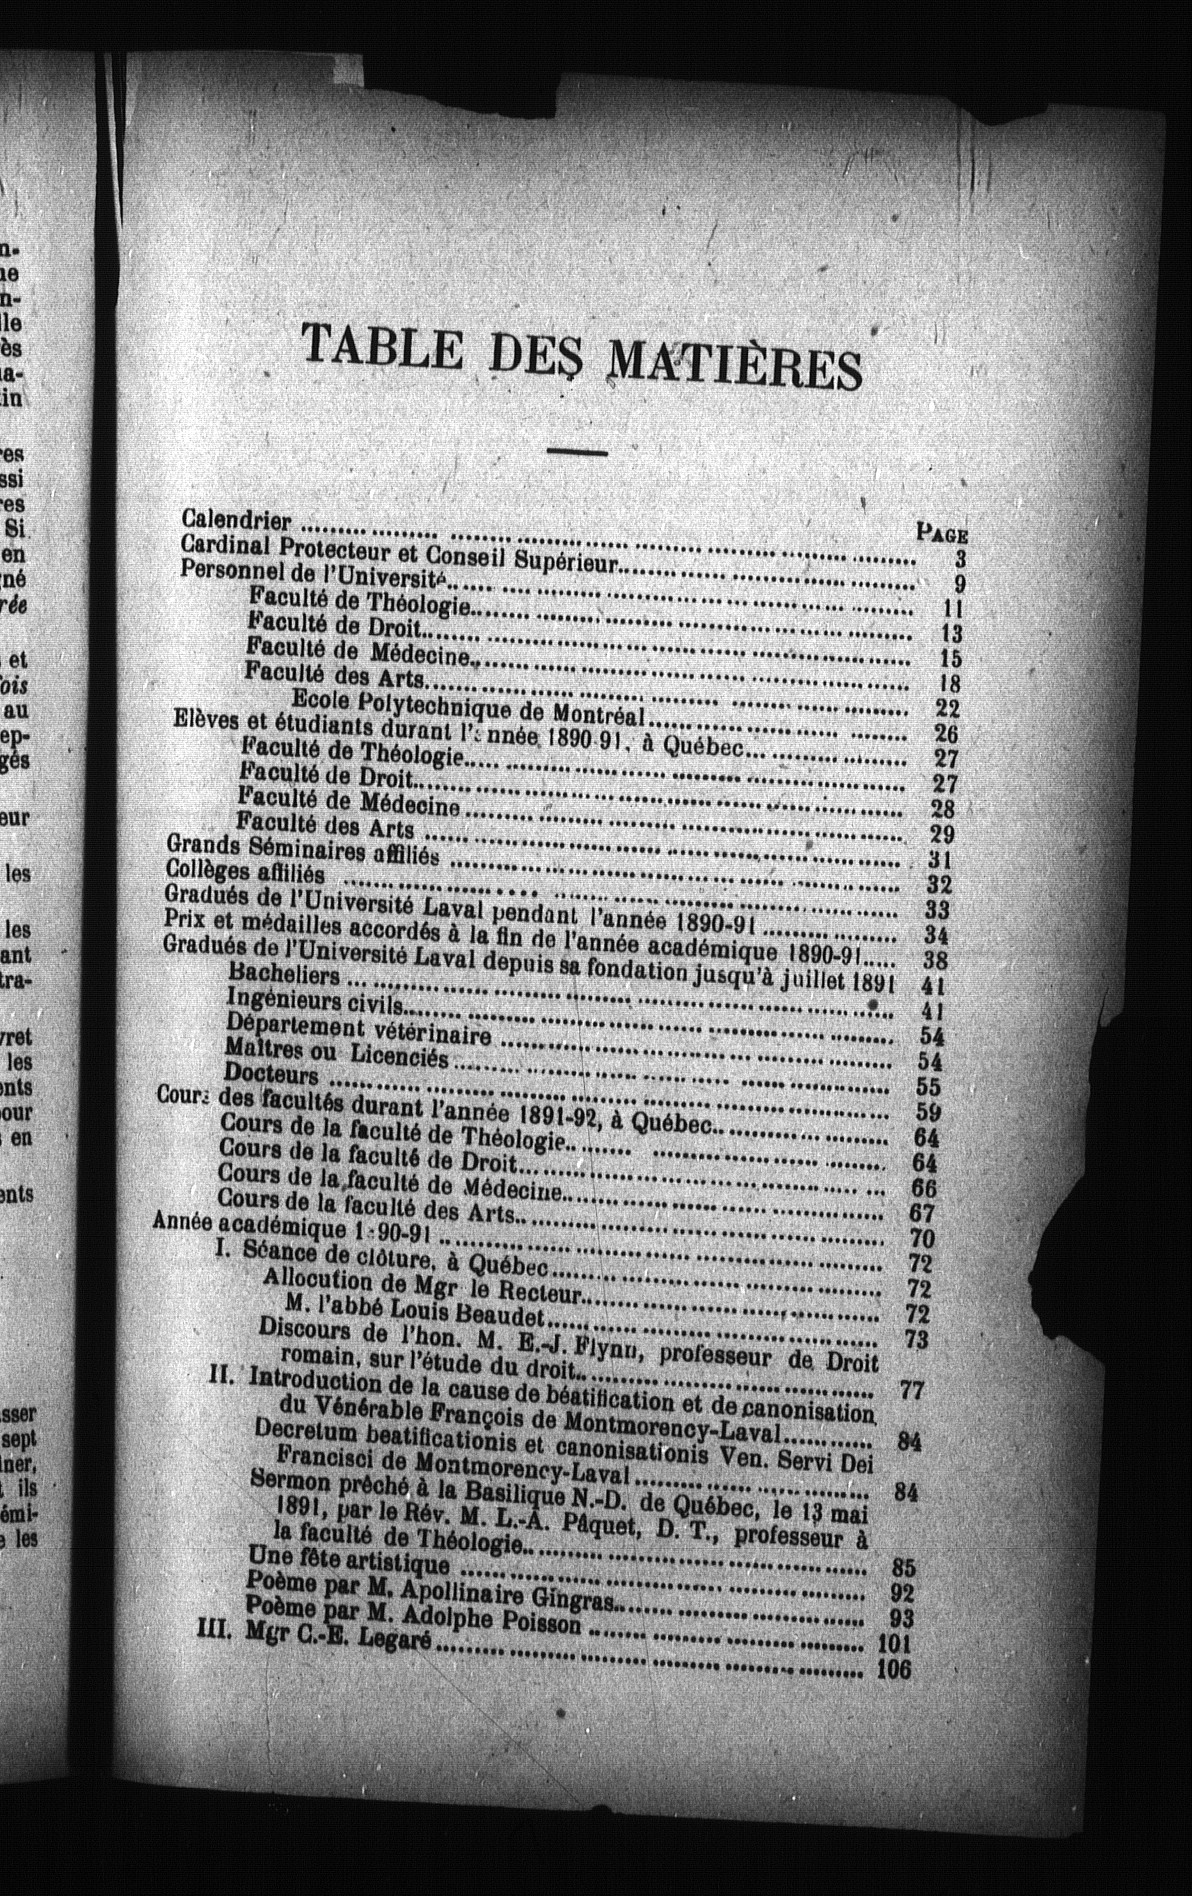 TABLE DES MATIÈRES
PAGE
Calendrier ........ 3
Cardinal Protecteur et Conseil Supérieur........ 9
Personnel de l'Université........ 11
Faculté de Théologie........ 13
Faculté de Droit........ 15
Faculté de Médecine........ 18
Faculté des Arts........ 22
Ecole Polytechnique de Montréal........ 26
Elèves et étudiants durant l'année 1890-91, à Québec........ 27
Faculté de Théologie........ 27
Faculté de Droit........ 28
Faculté de Médecine ........ 29
Faculté des Arts ........ 31
Grands Séminaires affiliés ........ 32
Collèges affiliés ........ 33
Gradués de l'Université Laval pendant l'année 1890-91 ........ 34
Prix et médailles accordés à la fin de l'année académique 1890-91..... 38
Gradués de l'Université Laval depuis sa fondation jusqu'à juillet 1891 41
Bacheliers ........ 41
Ingénieurs civils........ 54
Département vétérinaire ........ 54
Maîtres ou Licenciés ........ 55
Docteurs ........ 59
Cours des facultés durant l'année 1891-92, à Québec........ 64
Cours de la faculté de Théologie........ 64
Cours de la faculté de Droit........ 66
Cours de la faculté de Médecine........ 67
Cours de la faculté des Arts........ 70
Année académique 1890-91 ........ 72
I. Séance de clôture, à Québec........ 72
Allocution de Mgr le Recteur........ 72
M. l'abbé Louis Beaudet........ 73
Discours de l'hon. M. E.-J. Flynn, professeur de Droit
romain, sur l'étude du droit........ 77
II. Introduction de la cause de béatification et de canonisation
du Vénérable François de Montmorency-Laval........ 84
Decretum beatificationis et canonisationis Ven. Servi Dei
Francisci de Montmorency-Laval ........ 84
Sermon prêché à la Basilique N.-D. de Québec, le 13 mai
1891, par le Rév. M. L.-A. Pâquet, D. T., professeur à
la faculté de Théologie........ 85
Une fête artistique ........ 92
Poème par M. Apollinaire Gingras........ 93
Poème par M. Adolphe Poisson ........ 101
III. Mgr C.-E. Legaré ........ 106